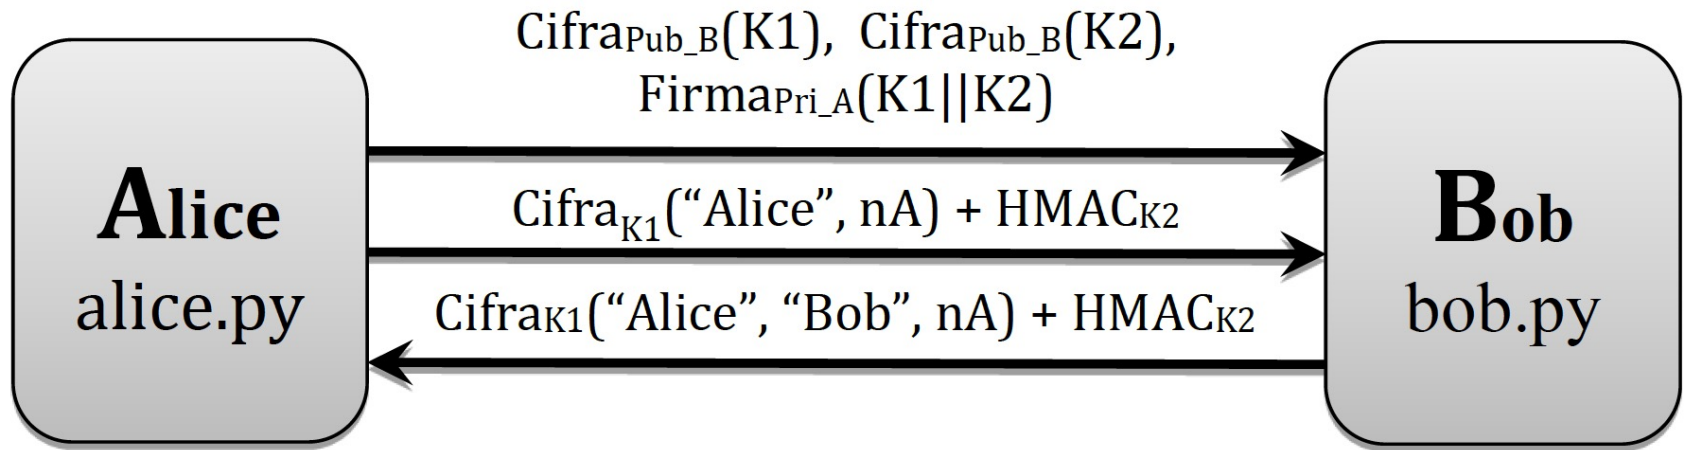 CifraPub_B(K1), CifraPub_B(K2),
FirmaPri_A(K1||K2)
Alice
alice.py
CifraK1(“Alice”, nA) + HMACK2
CifraK1(“Alice”, “Bob”, nA) + HMACK2
Bob
bob.py